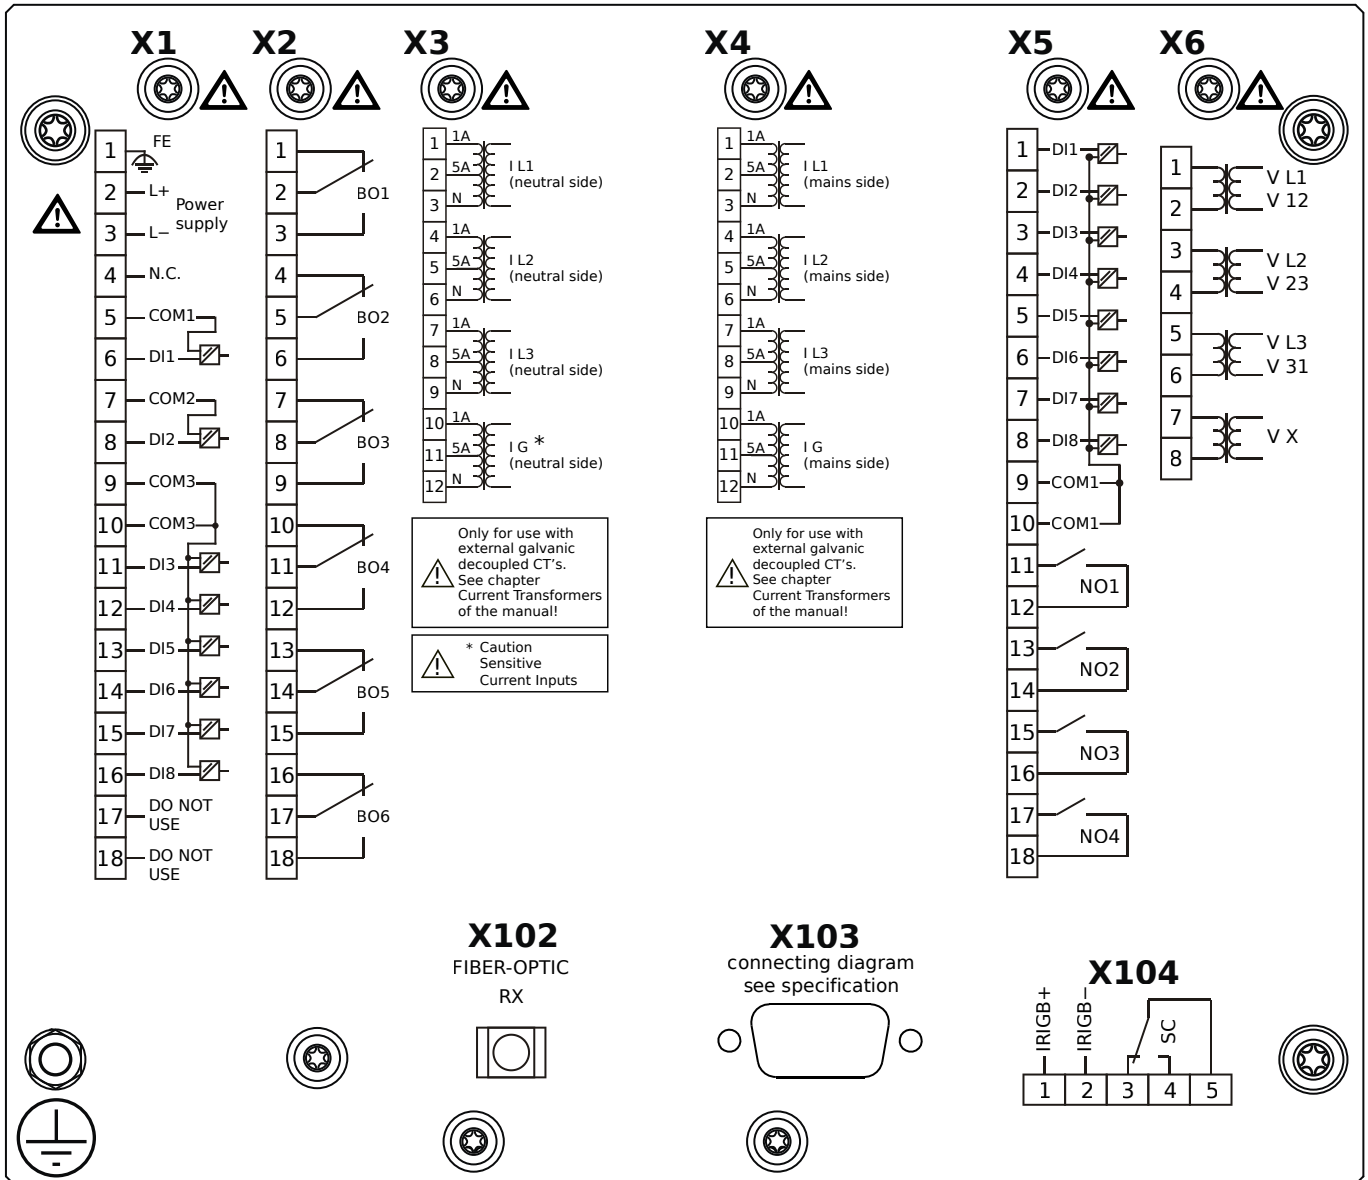 X1 X2 X3 X4 X5 X6
1 FE
2 L+
Power
supply
3 L−
4 N.C.
5 COM1
6 DI1
7 COM2
8 DI2
9 COM3
10 COM3
11 DI3
12 DI4
13 DI5
14 DI6
15 DI7
16 DI8
17 DO NOT
USE
18 DO NOT
USE
1
2 BO1
3
4
5 BO2
6
7
8 BO3
9
10
11 BO4
12
13
14 BO5
15
16
17 BO6
18
1 1A
2 5A I L1
(neutral side)
3 N
4 1A
5 5A I L2
(neutral side)
6 N
7 1A
8 5A I L3
(neutral side)
9 N
10 1A
11 5A I G *
(neutral side)
12 N
Only for use with
external galvanic
decoupled CT's.
See chapter
Current Transformers
of the manual!
* Caution
Sensitive
Current Inputs
1 1A
2 5A I L1
(mains side)
3 N
4 1A
5 5A I L2
(mains side)
6 N
7 1A
8 5A I L3
(mains side)
9 N
10 1A
11 5A I G
(mains side)
12 N
Only for use with
external galvanic
decoupled CT's.
See chapter
Current Transformers
of the manual!
1 DI1
2 DI2
3 DI3
4 DI4
5 DI5
6 DI6
7 DI7
8 DI8
9 COM1
10 COM1
11
NO1
12
13
NO2
14
15
NO3
16
17
NO4
18
1 V L1
2 V 12
3 V L2
4 V 23
5 V L3
6 V 31
7
V X
8
X102
FIBER-OPTIC
RX
X103
connecting diagram
see specification
X104
IRIGB+ IRIGB− SC
1 2 3 4 5